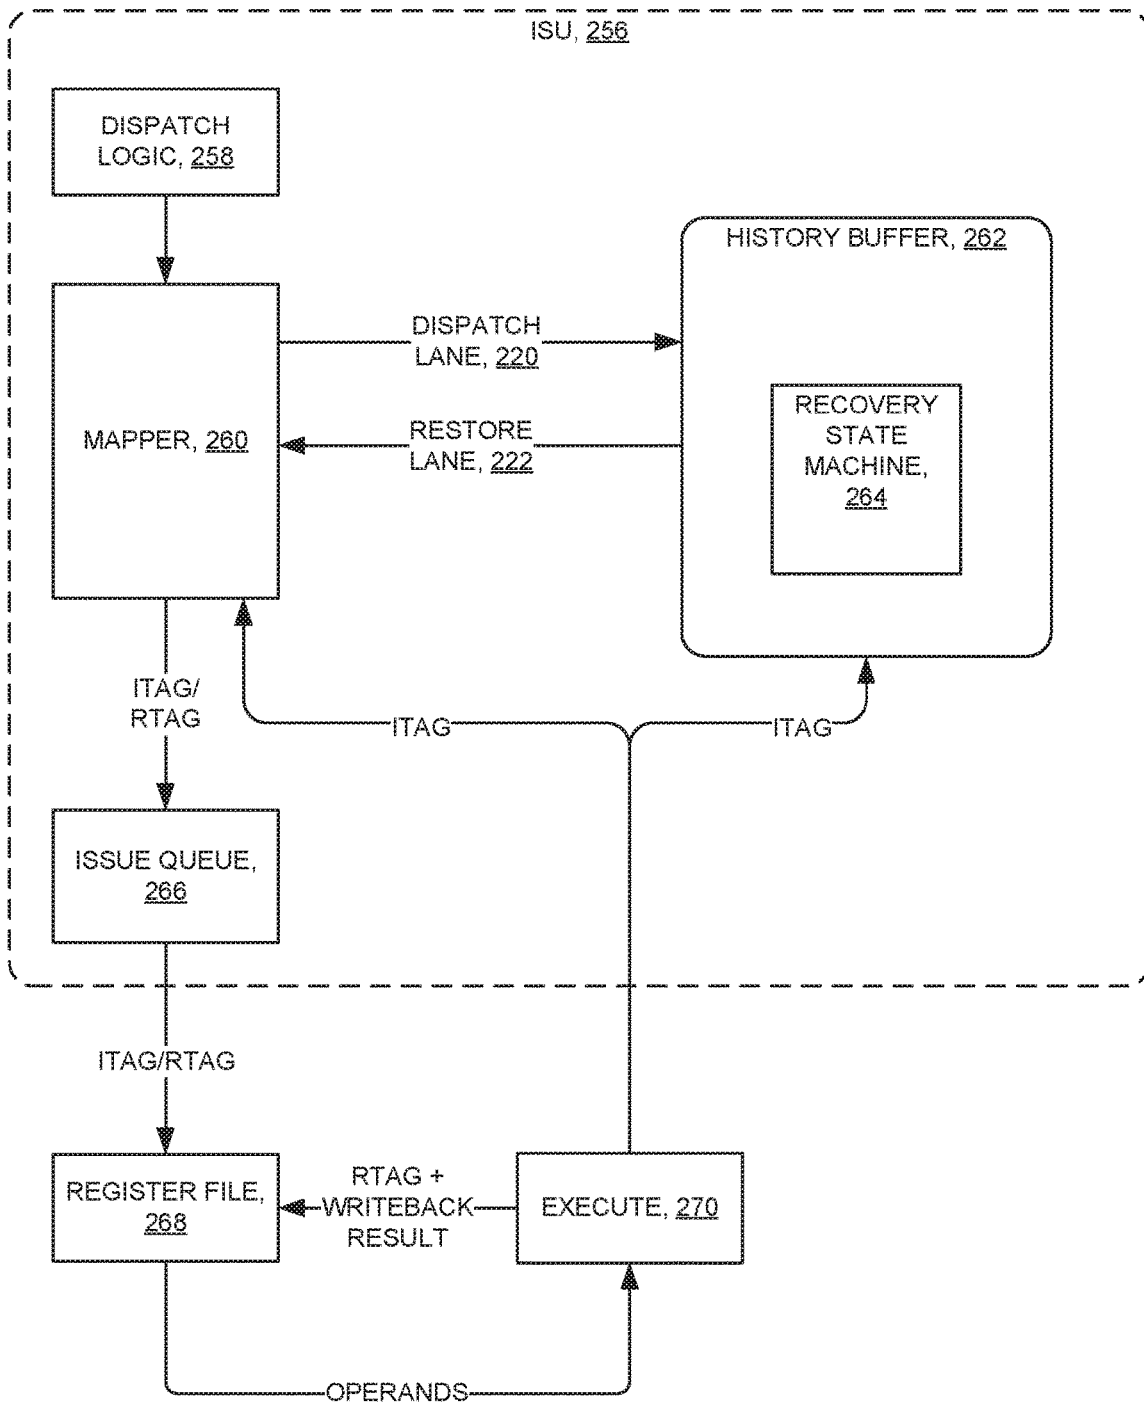 ISU, 256
DISPATCH
LOGIC, 258
HISTORY BUFFER, 262
DISPATCH
LANE, 220
MAPPER, 260
RESTORE
LANE, 222
RECOVERY
STATE
MACHINE,
264
ITAG/
RTAG
ITAG
ITAG
ISSUE QUEUE,
266
ITAG/RTAG
REGISTER FILE,
268
RTAG +
WRITEBACK
RESULT
EXECUTE, 270
OPERANDS